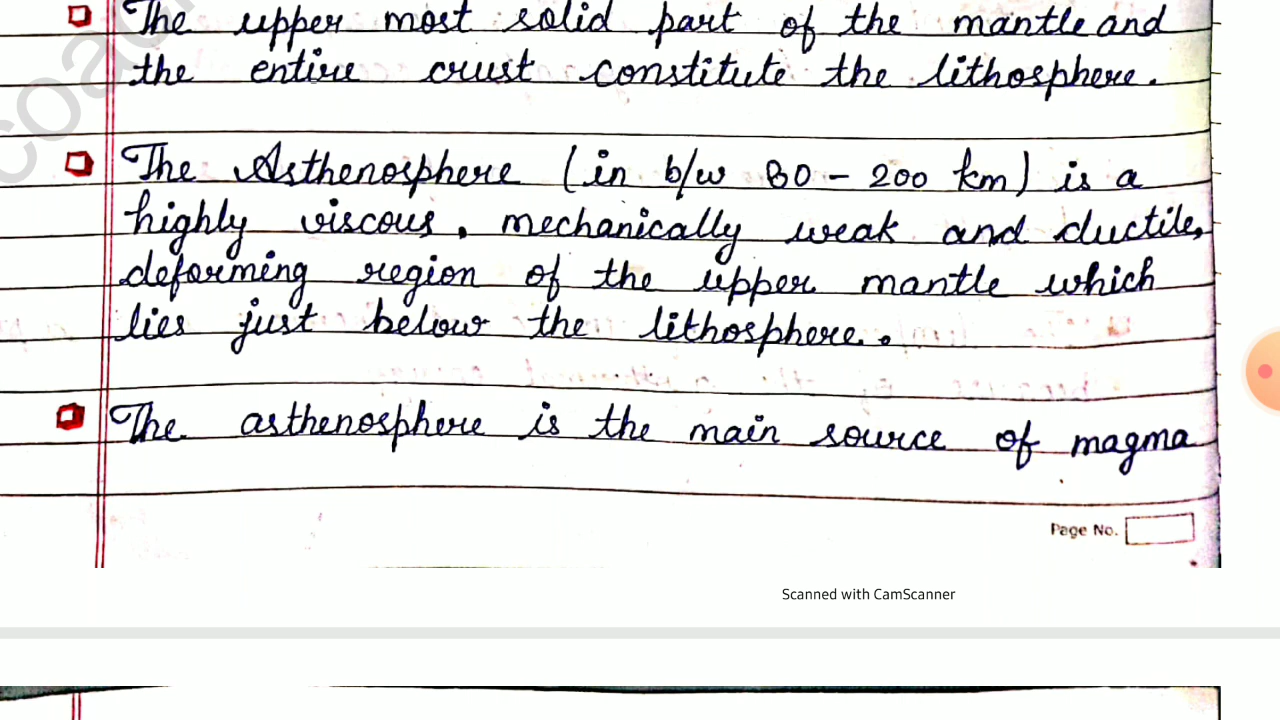 The upper most solid part of the mantle and
the entire crust constitute the lithosphere.
The Asthenosphere (in b/w 80 - 200 km) is a
highly viscous, mechanically weak and ductile,
deforming region of the upper mantle which
lies just below the lithosphere.
The asthenosphere is the main source of magma
Page No.
Scanned with CamScanner